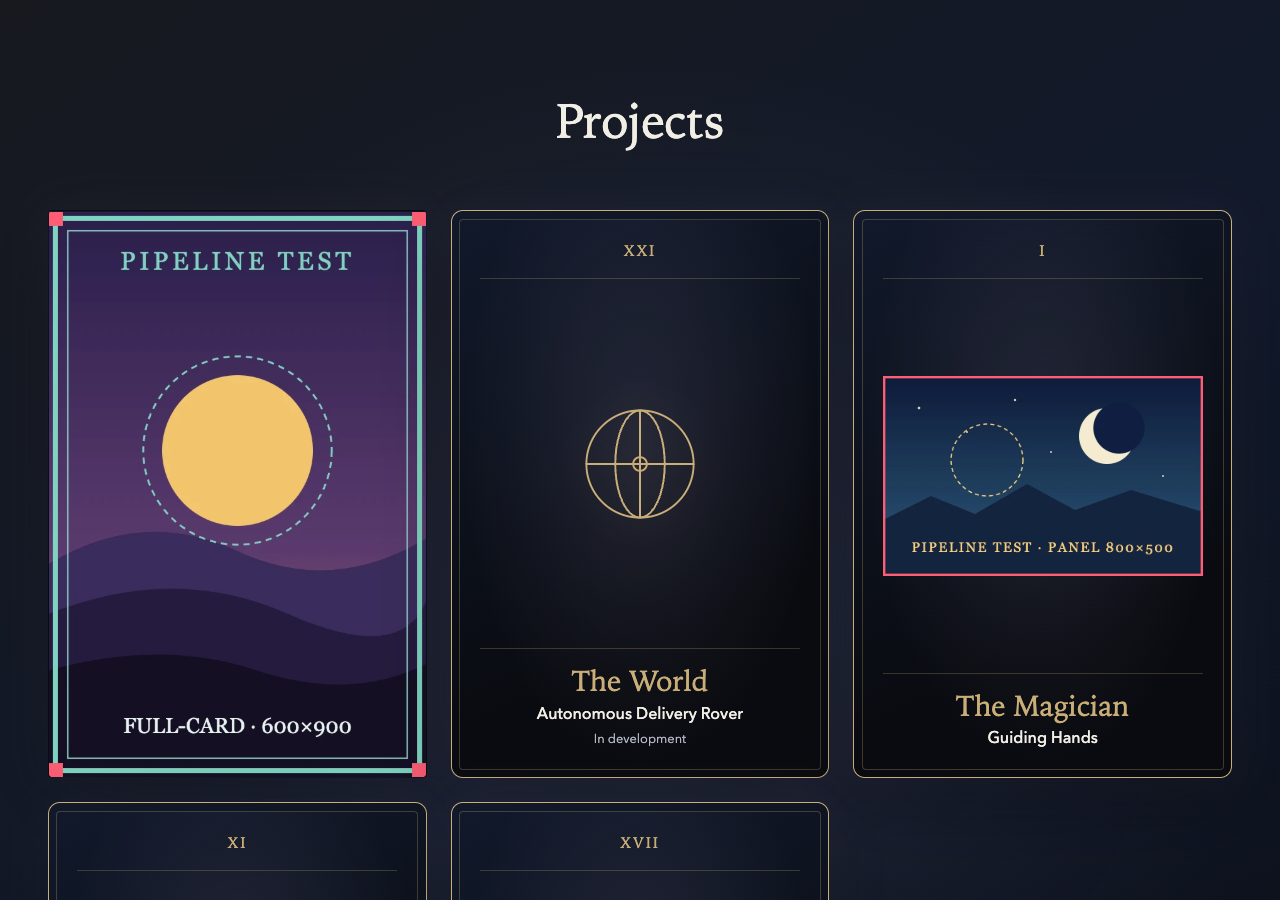 Projects
PIPELINE TEST
FULL-CARD · 600×900
XXI
The World
Autonomous Delivery Rover
In development
I
PIPELINE TEST · PANEL 800×500
The Magician
Guiding Hands
XI
XVII